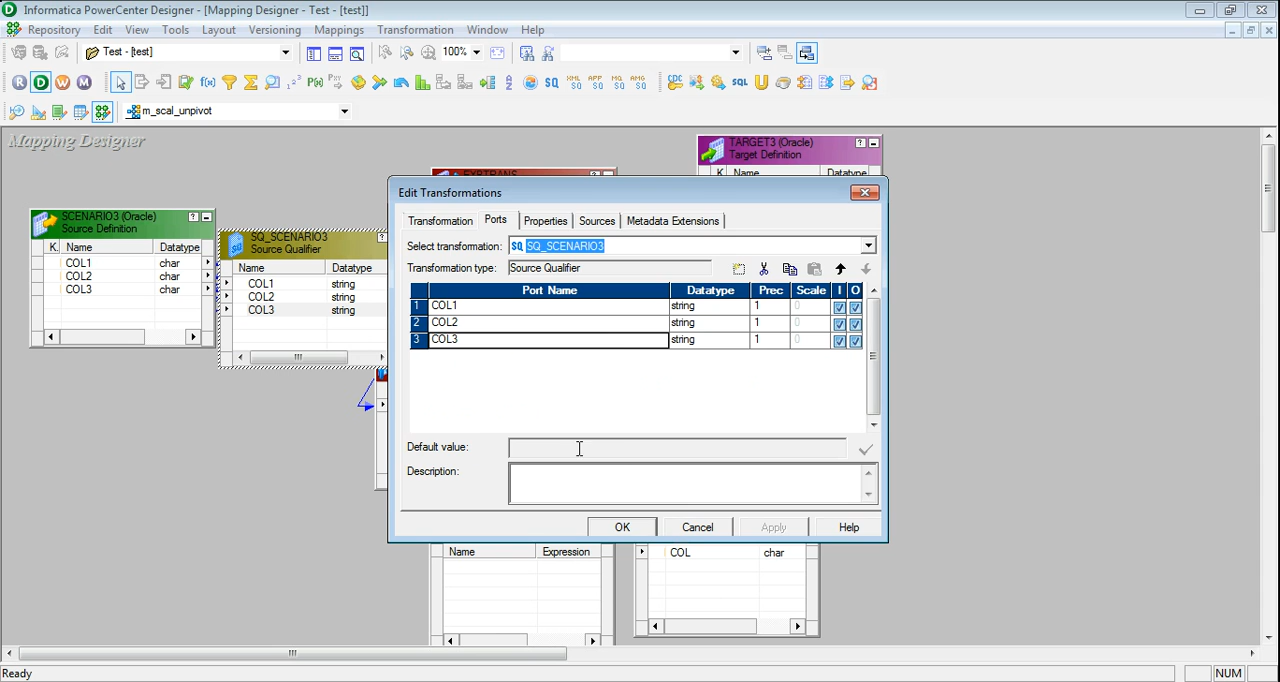 Informatica PowerCenter Designer - [Mapping Designer - Test - [test]]
Repository Edit View Tools Layout Versioning Mappings Transformation Window Help
Test - [test] 100%
m_scal_unpivot
Mapping Designer
SCENARIO3 (Oracle)
Source Definition
K. Name Datatype
COL1 char
COL2 char
COL3 char
SQ_SCENARIO3
Source Qualifier
Name Datatype
COL1 string
COL2 string
COL3 string
EXPTRANS
TARGET3 (Oracle)
Target Definition
K Name Datatype
Edit Transformations
Transformation Ports Properties Sources Metadata Extensions
Select transformation: SQ SQ_SCENARIO3
Transformation type: Source Qualifier
Port Name Datatype Prec Scale I O
1 COL1 string 1 0
2 COL2 string 1 0
3 COL3 string 1 0
Default value:
Description:
OK Cancel Apply Help
Name Expression
COL char
Ready NUM